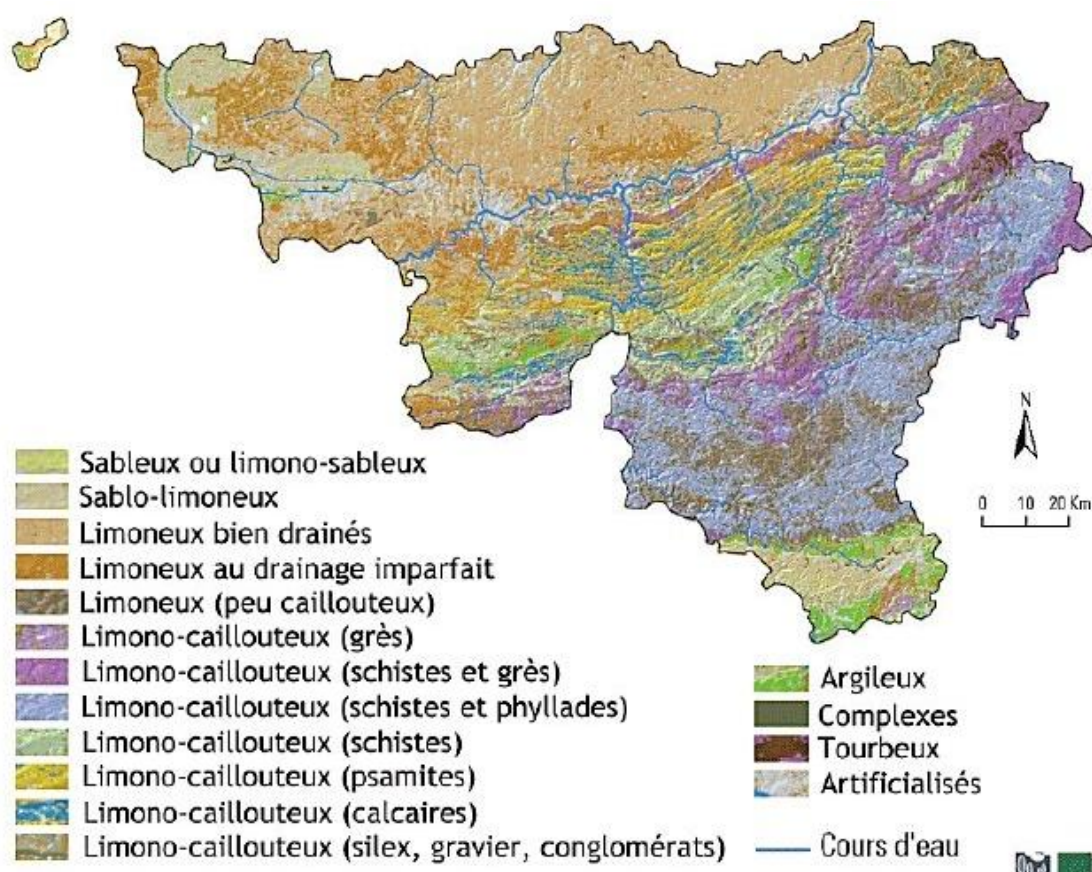 N
0 10 20 Km
Sableux ou limono-sableux
Sablo-limoneux
Limoneux bien drainés
Limoneux au drainage imparfait
Limoneux (peu caillouteux)
Limono-caillouteux (grès)
Limono-caillouteux (schistes et grès)
Limono-caillouteux (schistes et phyllades)
Limono-caillouteux (schistes)
Limono-caillouteux (psamites)
Limono-caillouteux (calcaires)
Limono-caillouteux (silex, gravier, conglomérats)
Argileux
Complexes
Tourbeux
Artificialisés
Cours d'eau